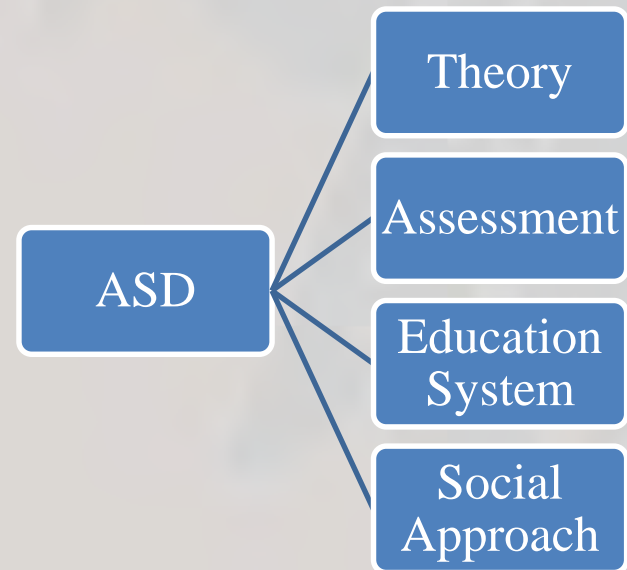 Theory
Assessment
ASD
Education
System
Social
Approach